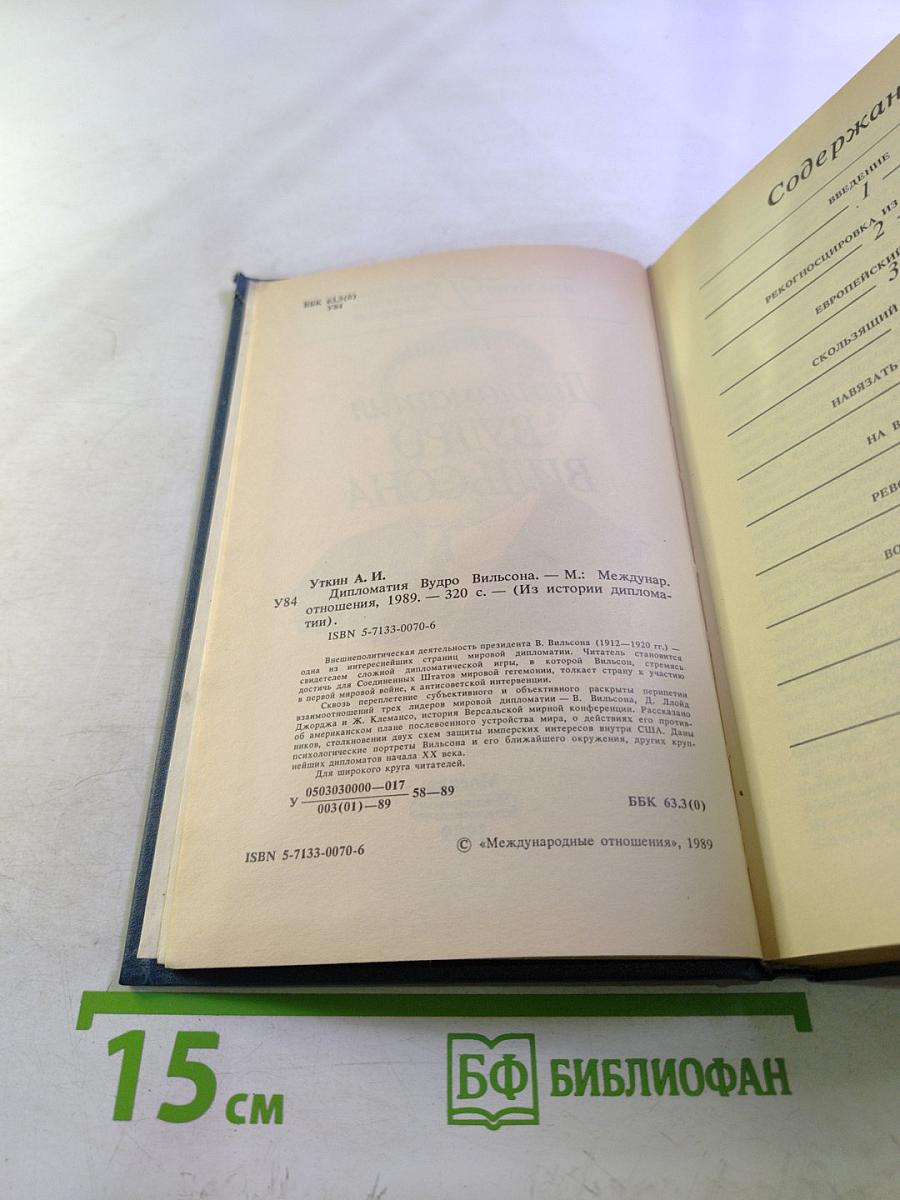 ББК 63.3(0)
У84
Уткин А. И.
У84 Дипломатия Вудро Вильсона. — М.: Междунар.
отношения, 1989. — 320 с. — (Из истории диплома-
тии).
ISBN 5-7133-0070-6
Внешнеполитическая деятельность президента В. Вильсона (1912—1920 гг.) —
одна из интереснейших страниц мировой дипломатии. Читатель становится
свидетелем сложной дипломатической игры, в которой Вильсон, стремясь
достичь для Соединенных Штатов мировой гегемонии, толкает страну к участию
в первой мировой войне, к антисоветской интервенции.
Сквозь переплетение субъективного и объективного раскрыты перипетии
взаимоотношений трех лидеров мировой дипломатии — В. Вильсона, Д. Ллойд
Джорджа и Ж. Клемансо, история Версальской мирной конференции. Рассказано
об американском плане послевоенного устройства мира, о действиях его против-
ников, столкновении двух схем защиты имперских интересов внутри США. Даны
психологические портреты Вильсона и его ближайшего окружения, других круп-
нейших дипломатов начала XX века.
Для широкого круга читателей.
У 0503030000—017 58—89
003(01)—89
ББК 63.3(0)
ISBN 5-7133-0070-6
© «Международные отношения», 1989
Содержан
ВВЕДЕНИЕ
1
РЕКОГНОСЦИРОВКА ИЗ
2
ЕВРОПЕЙСКИЙ
3
СКОЛЬЗЯЩИЙ
НАВЯЗАТЬ
НА В
РЕВО
ВО
15 см
БФ БИБЛИОФАН